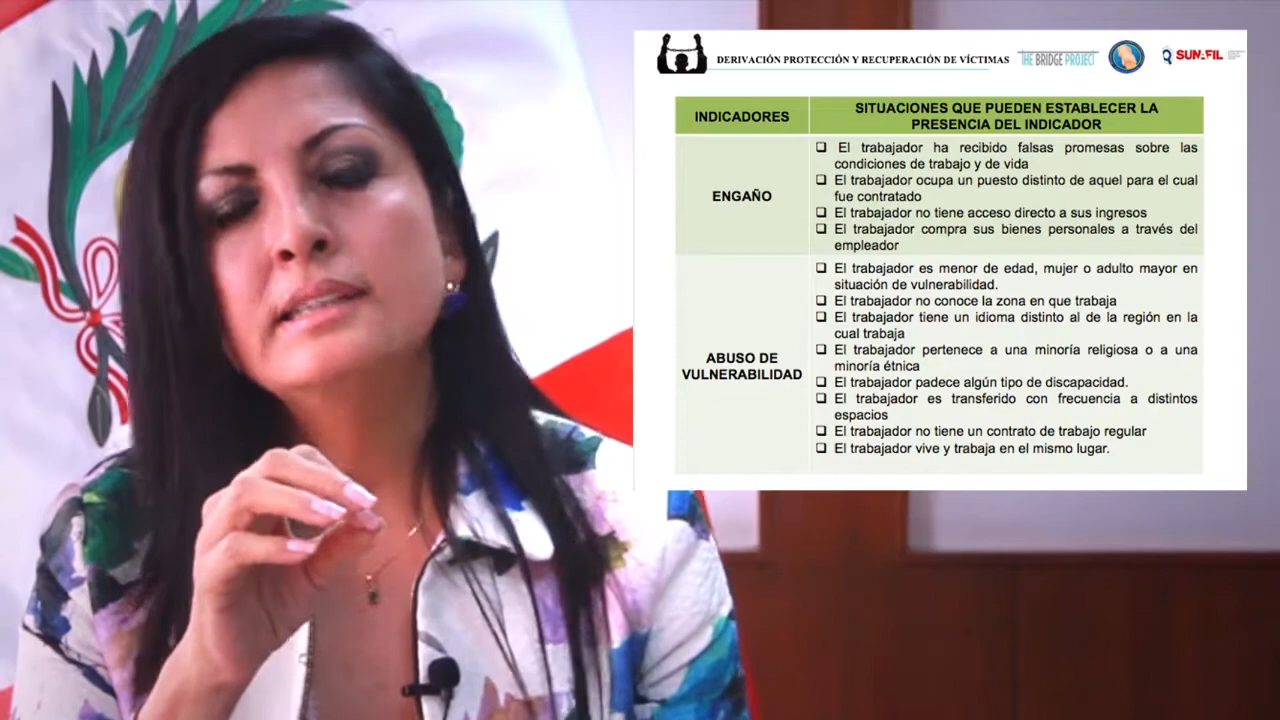 DERIVACIÓN PROTECCIÓN Y RECUPERACIÓN DE VÍCTIMAS
THE BRIDGE PROJECT
SUNAFIL
INDICADORES
SITUACIONES QUE PUEDEN ESTABLECER LA
PRESENCIA DEL INDICADOR
ENGAÑO
❑ El trabajador ha recibido falsas promesas sobre las
condiciones de trabajo y de vida
❑ El trabajador ocupa un puesto distinto de aquel para el cual
fue contratado
❑ El trabajador no tiene acceso directo a sus ingresos
❑ El trabajador compra sus bienes personales a través del
empleador
ABUSO DE
VULNERABILIDAD
❑ El trabajador es menor de edad, mujer o adulto mayor en
situación de vulnerabilidad.
❑ El trabajador no conoce la zona en que trabaja
❑ El trabajador tiene un idioma distinto al de la región en la
cual trabaja
❑ El trabajador pertenece a una minoría religiosa o a una
minoría étnica
❑ El trabajador padece algún tipo de discapacidad.
❑ El trabajador es transferido con frecuencia a distintos
espacios
❑ El trabajador no tiene un contrato de trabajo regular
❑ El trabajador vive y trabaja en el mismo lugar.